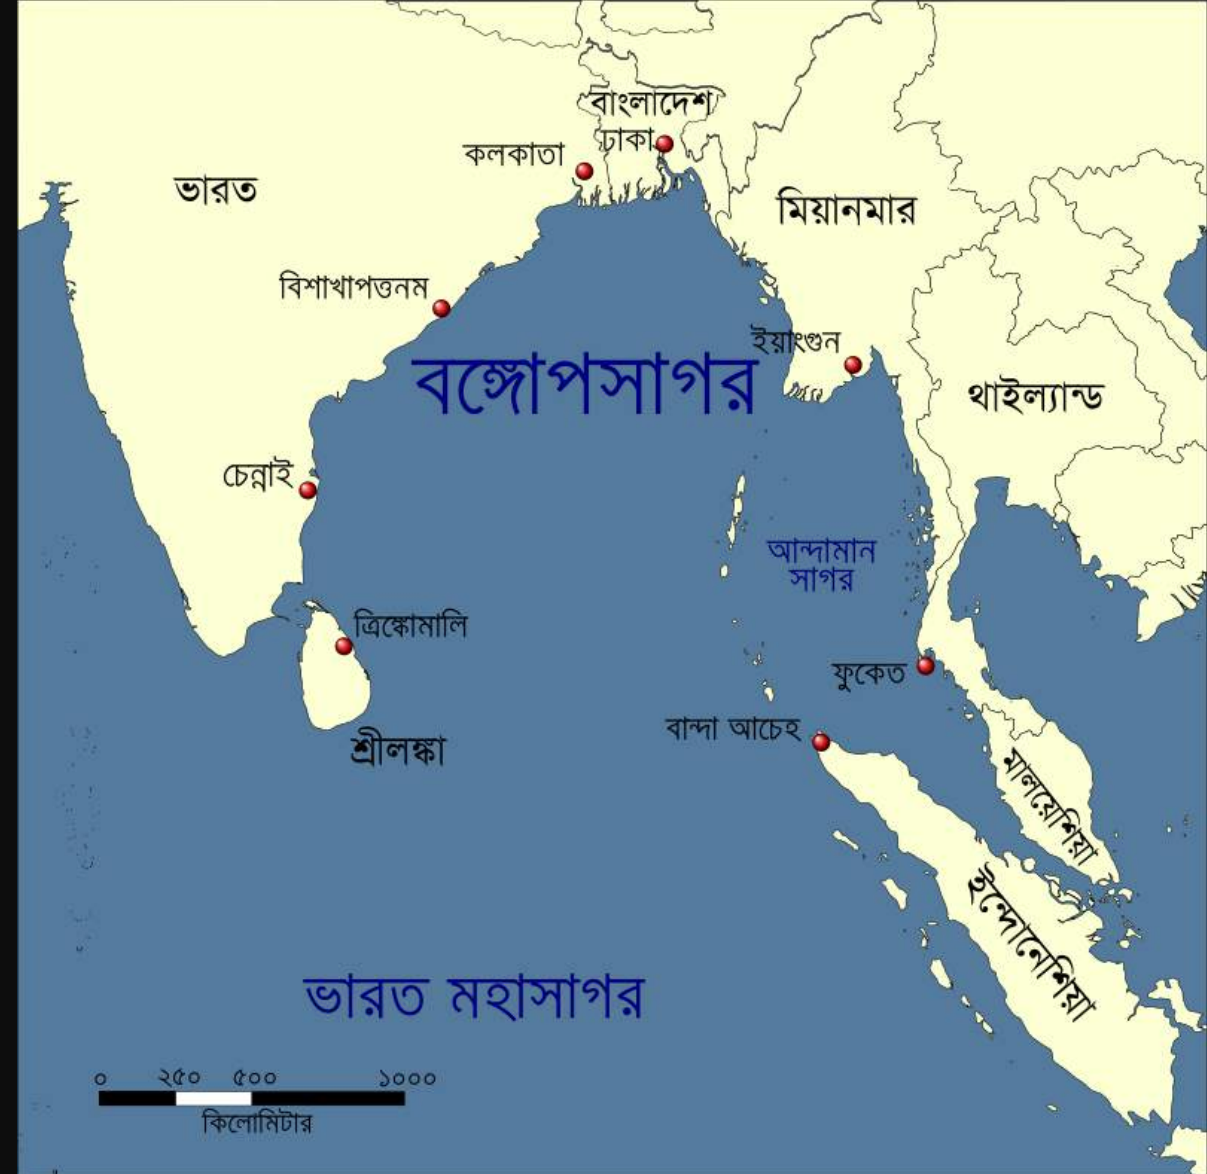 বাংলাদেশ
ঢাকা
কলকাতা
ভারত
মিয়ানমার
বিশাখাপত্তনম
ইয়াংগুন
বঙ্গোপসাগর
থাইল্যান্ড
চেন্নাই
আন্দামান
সাগর
ত্রিঙ্কোমালি
ফুকেত
বান্দা আচেহ
শ্রীলঙ্কা
মালয়েশিয়া
ইন্দোনেশিয়া
ভারত মহাসাগর
০ ২৫০ ৫০০ ১০০০
কিলোমিটার